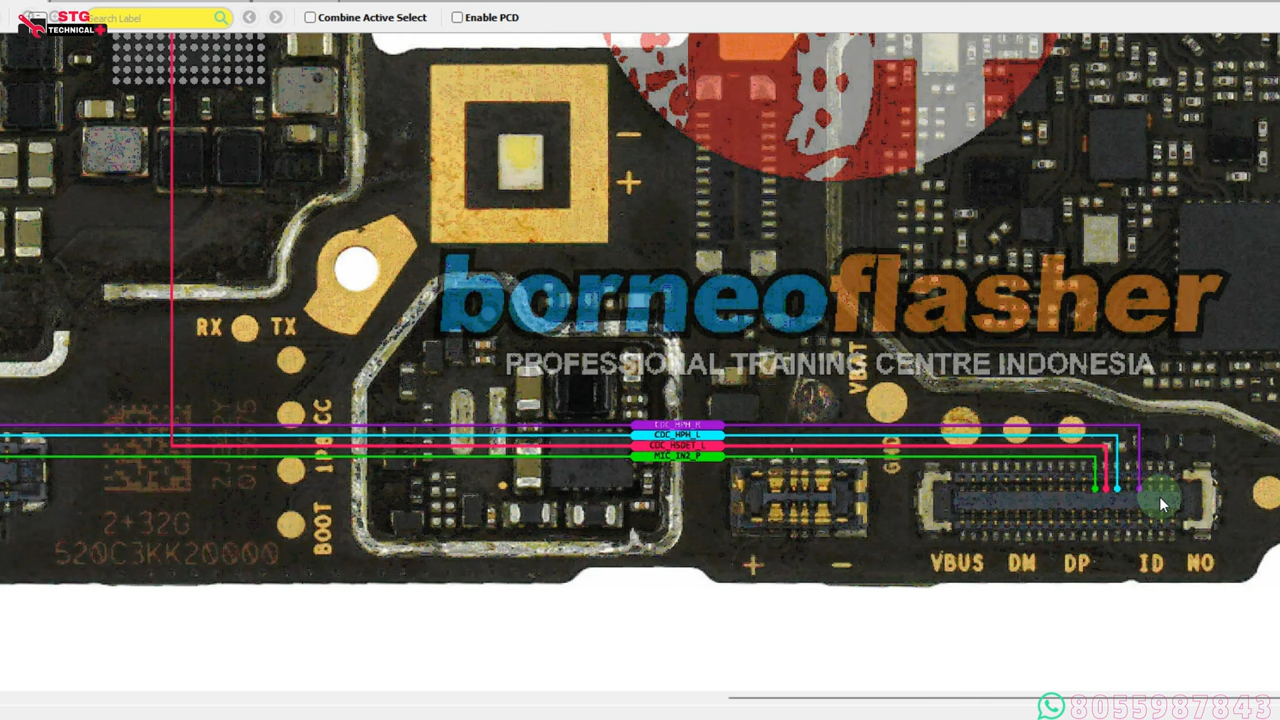 Search Label
Combine Active Select
Enable PCD
STG
TECHNICAL
−
+
borneoflasher
PROFESSIONAL TRAINING CENTRE INDONESIA
RX
TX
VBAT
CC
1PB
BOOT
GND
CDC_HPH_R
CDC_HPH_L
CDC_HSDET_L
MIC_IN2_P
2+32G
520C3KK20000
+
−
VBUS DM DP ID NO
8055987843